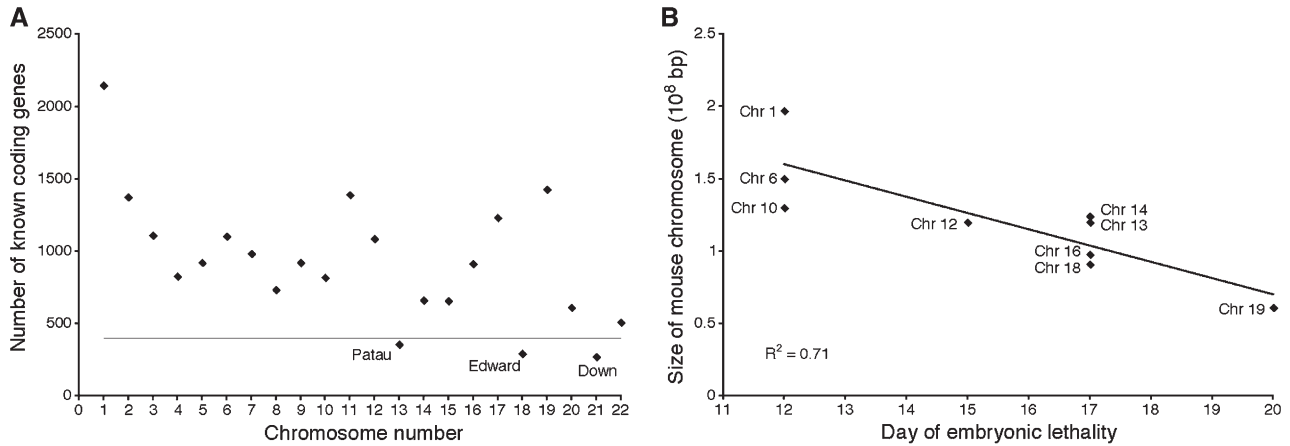 A
Number of known coding genes
2500
2000
1500
1000
500
0
Patau
Edward
Down
0 1 2 3 4 5 6 7 8 9 10 11 12 13 14 15 16 17 18 19 20 21 22
Chromosome number
B
Size of mouse chromosome (10⁸ bp)
2.5
2
1.5
1
0.5
0
Chr 1
Chr 6
Chr 10
Chr 12
Chr 14
Chr 13
Chr 16
Chr 18
Chr 19
R² = 0.71
11 12 13 14 15 16 17 18 19 20
Day of embryonic lethality